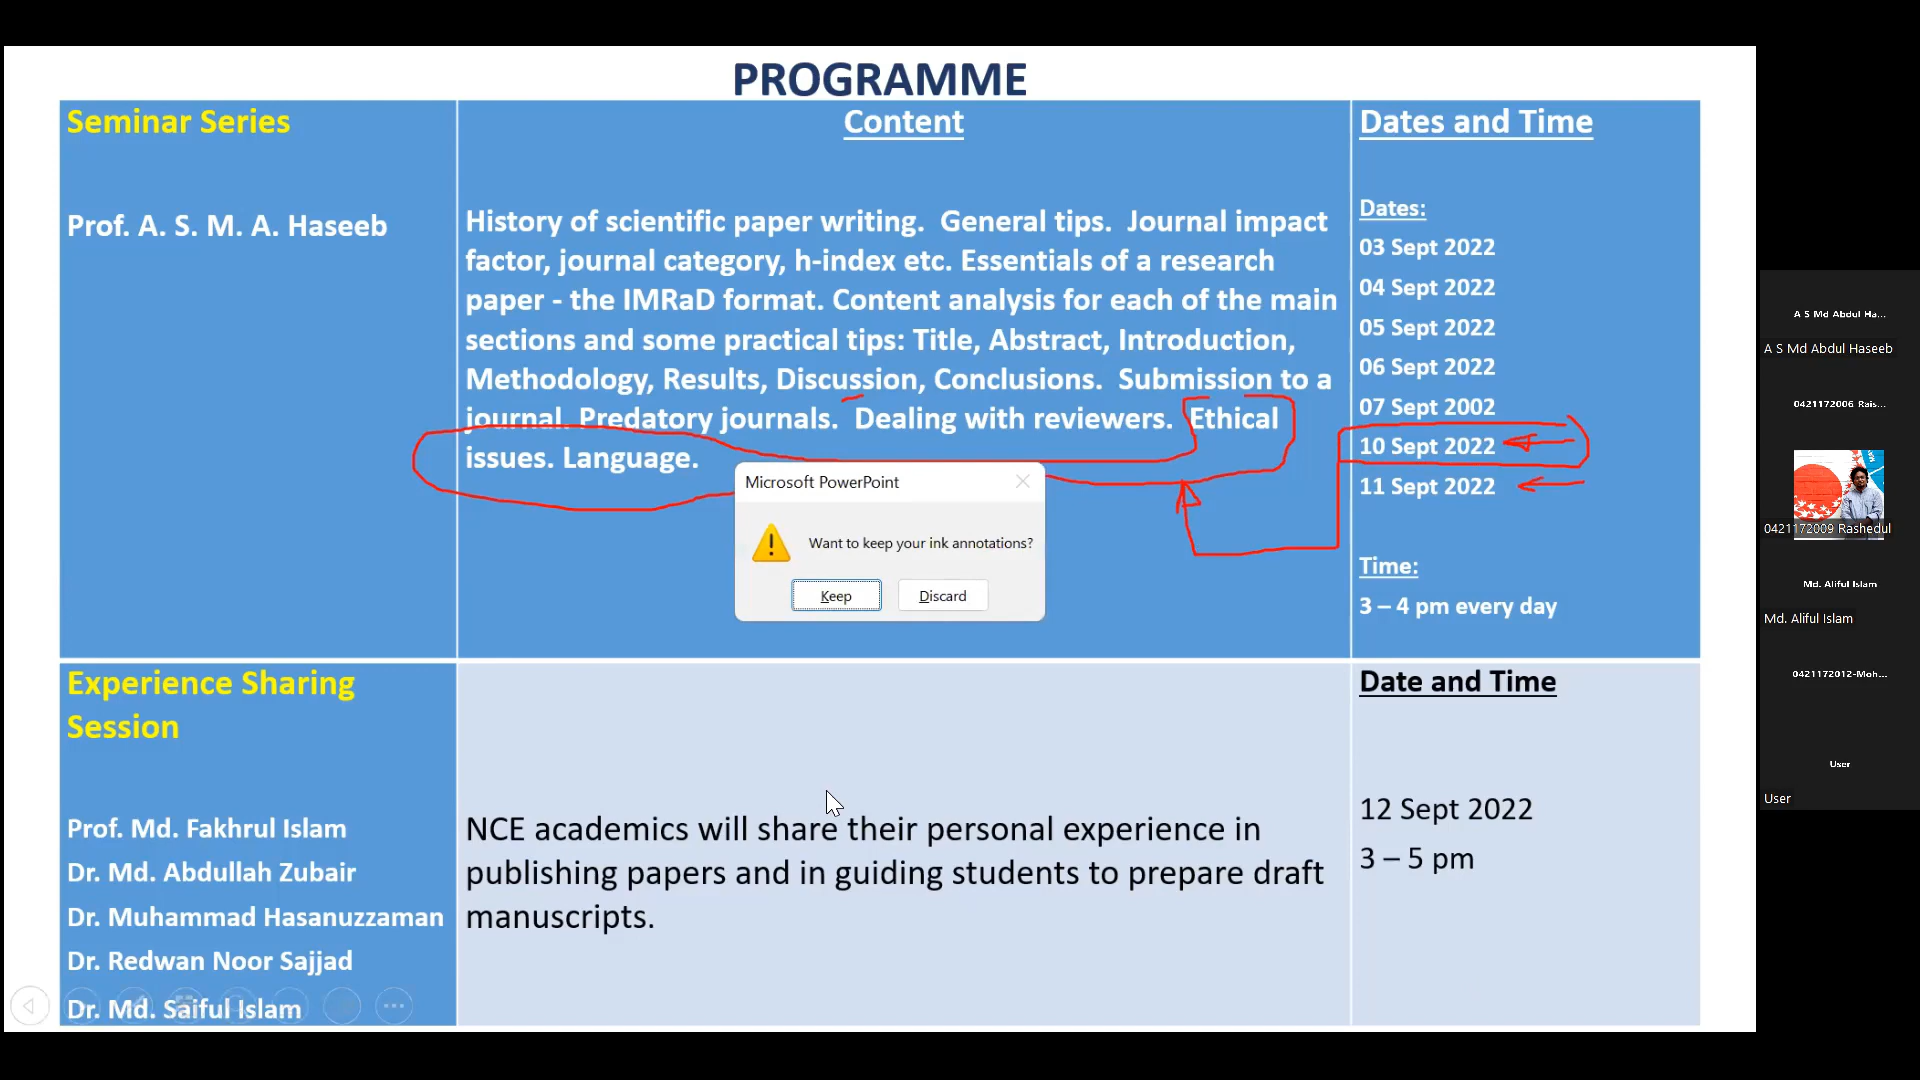 PROGRAMME
Seminar Series
Prof. A. S. M. A. Haseeb
Content
History of scientific paper writing.  General tips.  Journal impact
factor, journal category, h-index etc. Essentials of a research
paper - the IMRaD format. Content analysis for each of the main
sections and some practical tips: Title, Abstract, Introduction,
Methodology, Results, Discussion, Conclusions.  Submission to a
journal. Predatory journals.  Dealing with reviewers.  Ethical
issues. Language.
Dates and Time
Dates:
03 Sept 2022
04 Sept 2022
05 Sept 2022
06 Sept 2022
07 Sept 2002
10 Sept 2022
11 Sept 2022
Time:
3 – 4 pm every day
Microsoft PowerPoint
Want to keep your ink annotations?
Keep
Discard
Experience Sharing
Session
Prof. Md. Fakhrul Islam
Dr. Md. Abdullah Zubair
Dr. Muhammad Hasanuzzaman
Dr. Redwan Noor Sajjad
Dr. Md. Saiful Islam
NCE academics will share their personal experience in
publishing papers and in guiding students to prepare draft
manuscripts.
Date and Time
12 Sept 2022
3 – 5 pm
A S Md Abdul Ha...
A S Md Abdul Haseeb
0421172006 Rais...
0421172009 Rashedul
Md. Aliful Islam
Md. Aliful Islam
0421172012-Moh...
User
User